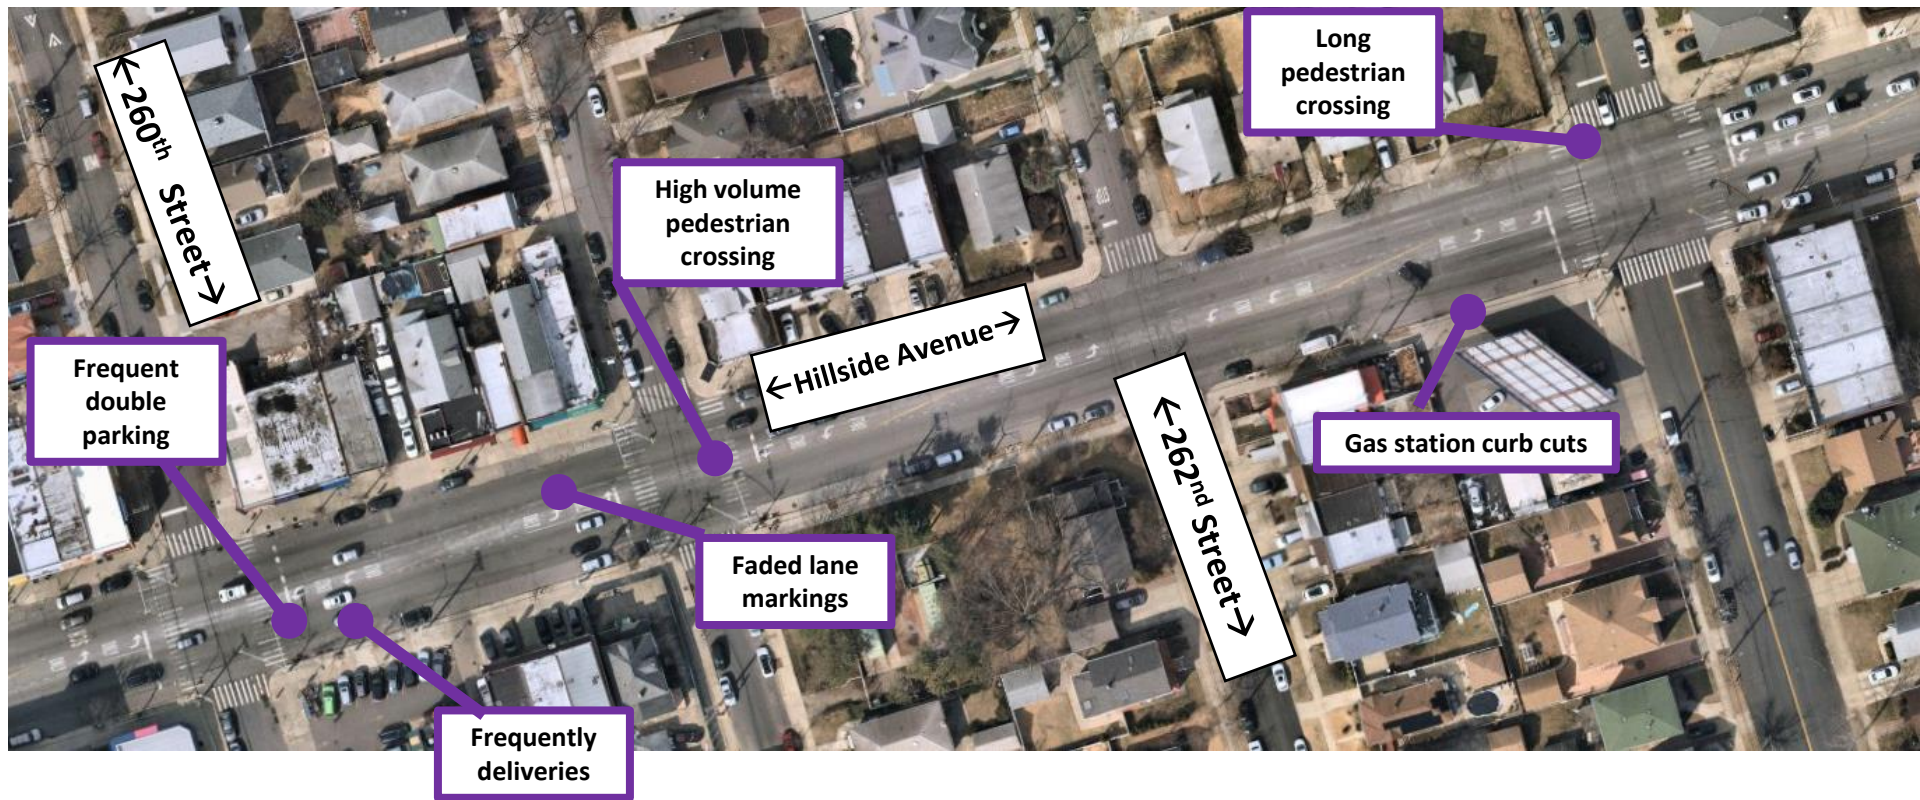 ←260th Street→
Long
pedestrian
crossing
High volume
pedestrian
crossing
←Hillside Avenue→
Frequent
double
parking
←262nd Street→
Gas station curb cuts
Faded lane
markings
Frequently
deliveries